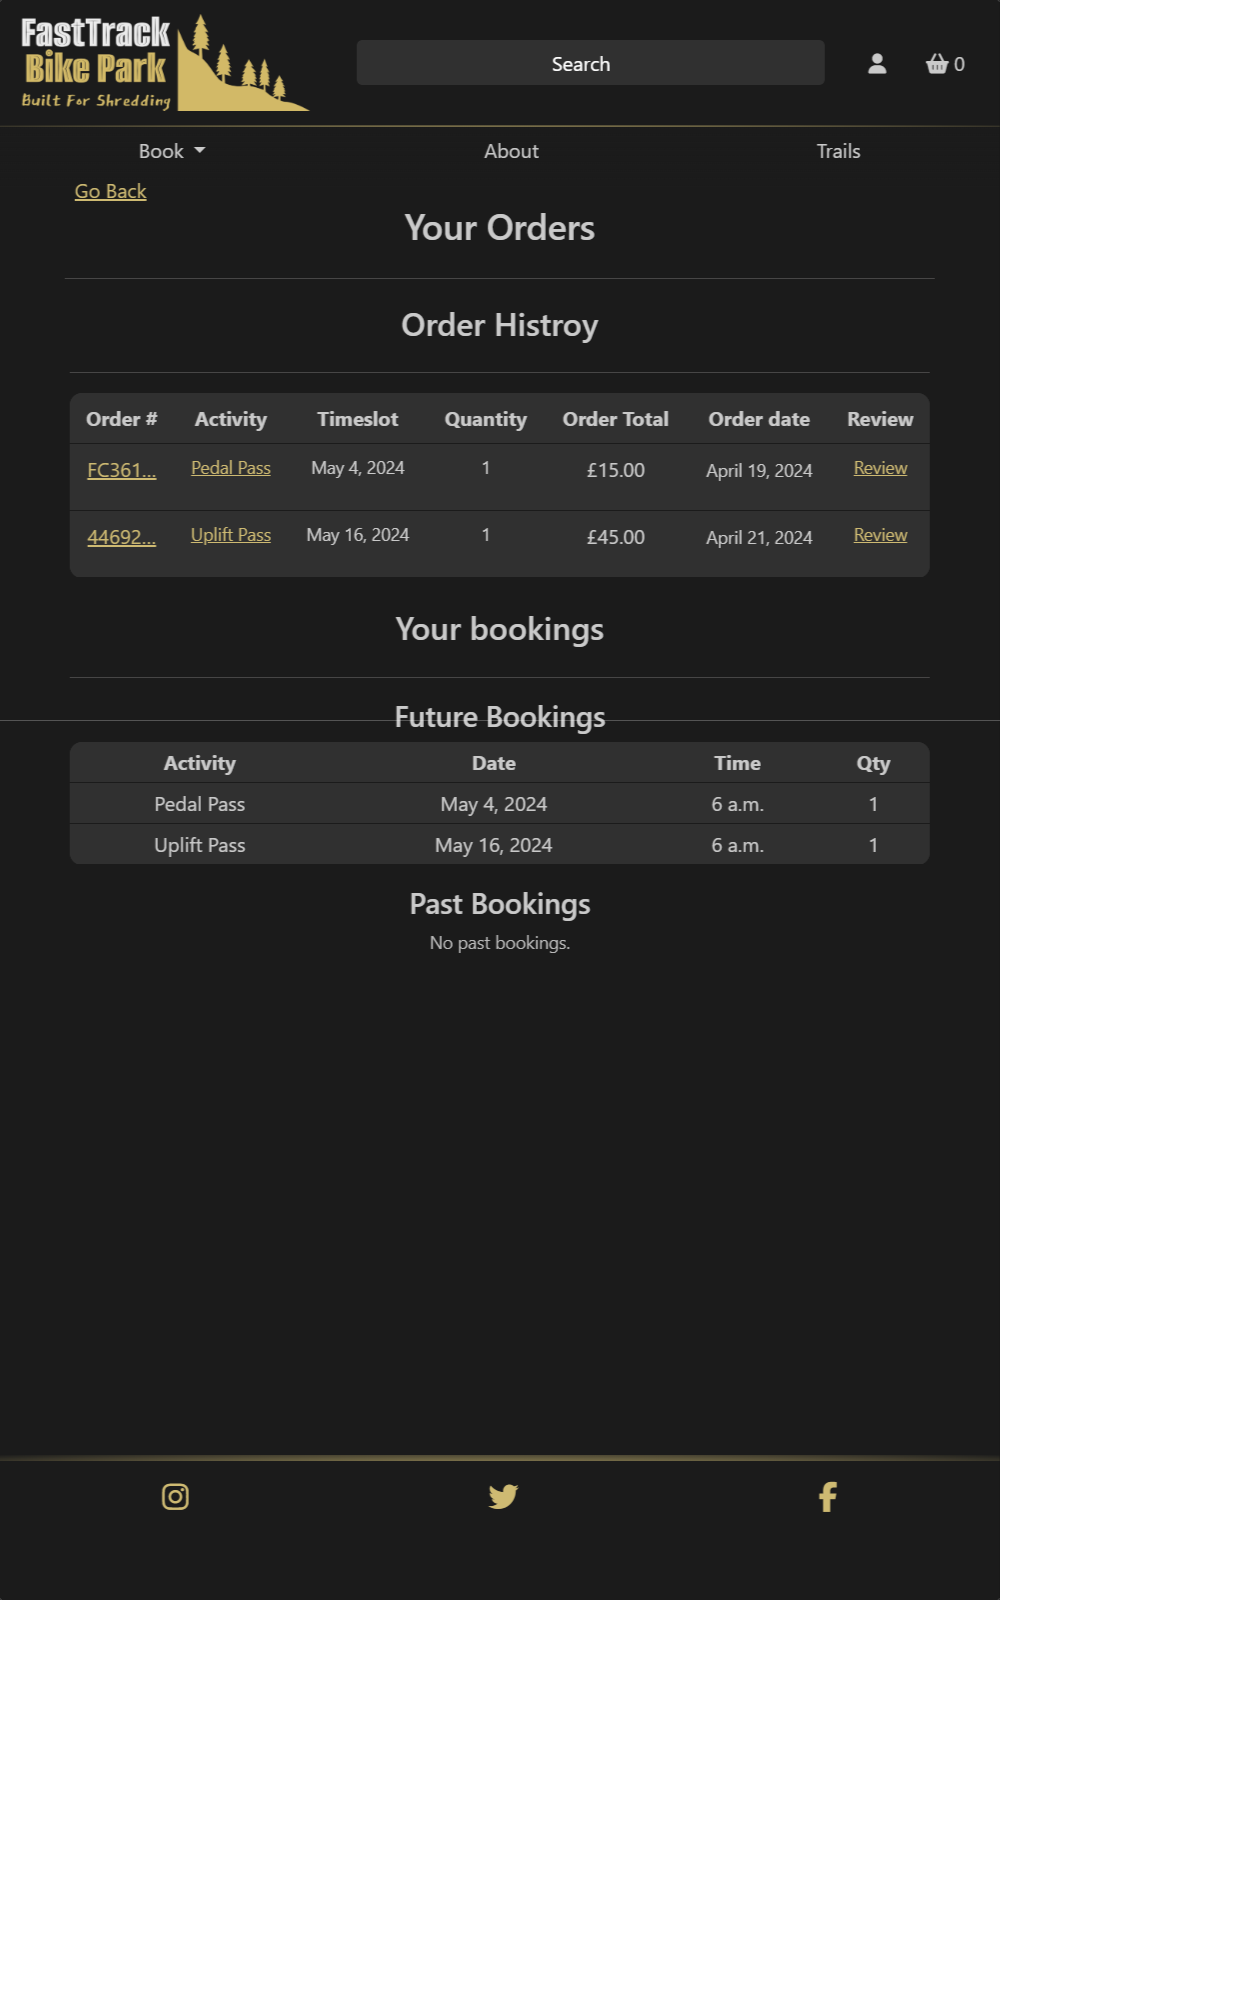 FastTrack
Bike Park
Built For Shredding
Search
0
Book
About
Trails
Go Back
Your Orders
Order Histroy
Order # Activity Timeslot Quantity Order Total Order date Review
FC361... Pedal Pass May 4, 2024 1 £15.00 April 19, 2024 Review
44692... Uplift Pass May 16, 2024 1 £45.00 April 21, 2024 Review
Your bookings
Future Bookings
Activity Date Time Qty
Pedal Pass May 4, 2024 6 a.m. 1
Uplift Pass May 16, 2024 6 a.m. 1
Past Bookings
No past bookings.